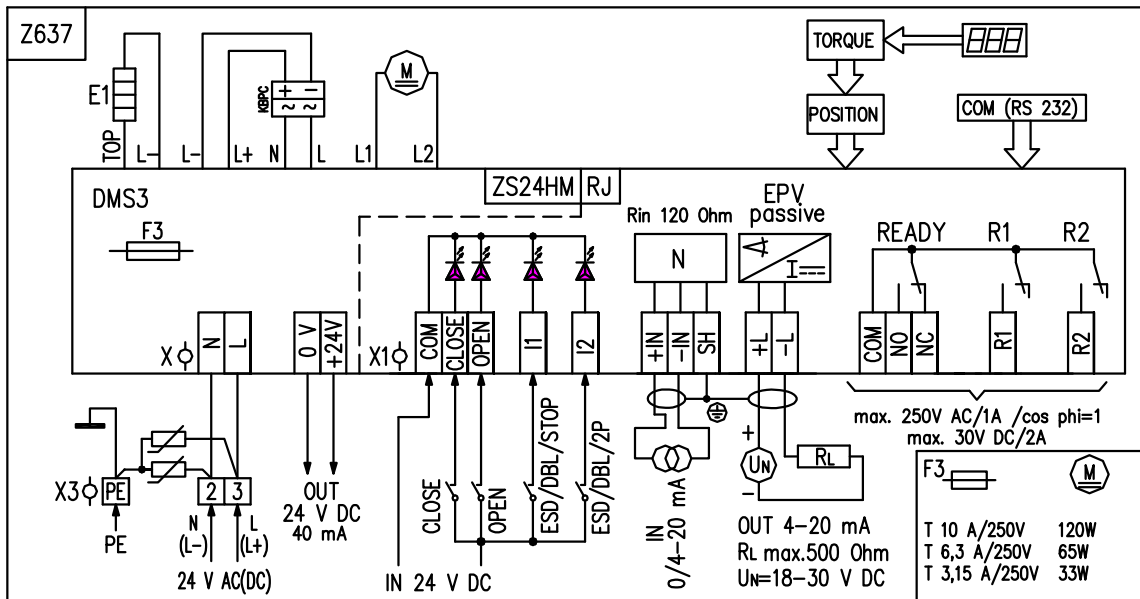 Z637
TORQUE
POSITION
COM (RS 232)
E1
TOP
L-
L-
L+
KBPC
+ -
~ ~
N
L
M
L1
L2
DMS3
F3
ZS24HM
RJ
Rin 120 Ohm
N
EPV
passive
I
READY
R1
R2
X
N
L
0 V
+24V
X1
COM
CLOSE
OPEN
I1
I2
+IN
-IN
SH
+L
-L
COM
NO
NC
R1
R2
max. 250V AC/1A /cos phi=1
max. 30V DC/2A
X3
PE
2
3
PE
N
(L-)
L
(L+)
24 V AC(DC)
OUT
24 V DC
40 mA
CLOSE
OPEN
ESD/DBL/STOP
ESD/DBL/2P
IN 24 V DC
IN
0/4-20 mA
+
UN
-
RL
OUT 4-20 mA
RL max.500 Ohm
UN=18-30 V DC
F3
M
T 10 A/250V 120W
T 6,3 A/250V 65W
T 3,15 A/250V 33W